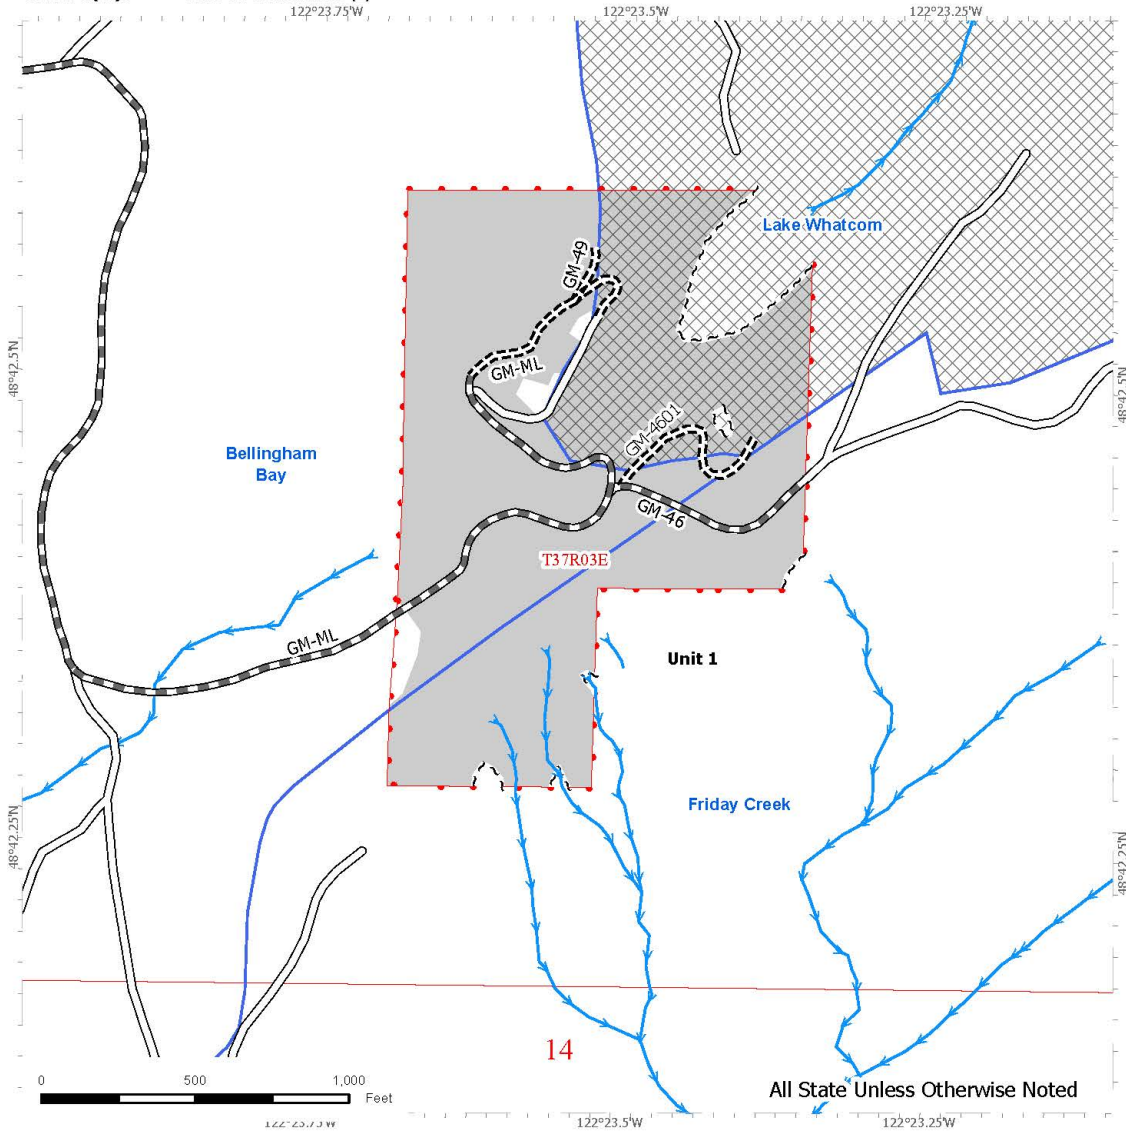 122°23.75'W
122°23.5'W
122°23.25'W
Lake Whatcom
GM-49
48°42.5'N
GM-ML
48°42.5'N
GM-4601
Bellingham
Bay
GM-46
T37R03E
GM-ML
Unit 1
Friday Creek
48°42.25'N
48°42.25'N
14
0
500
1,000
Feet
All State Unless Otherwise Noted
122°23.5'W
122°23.25'W